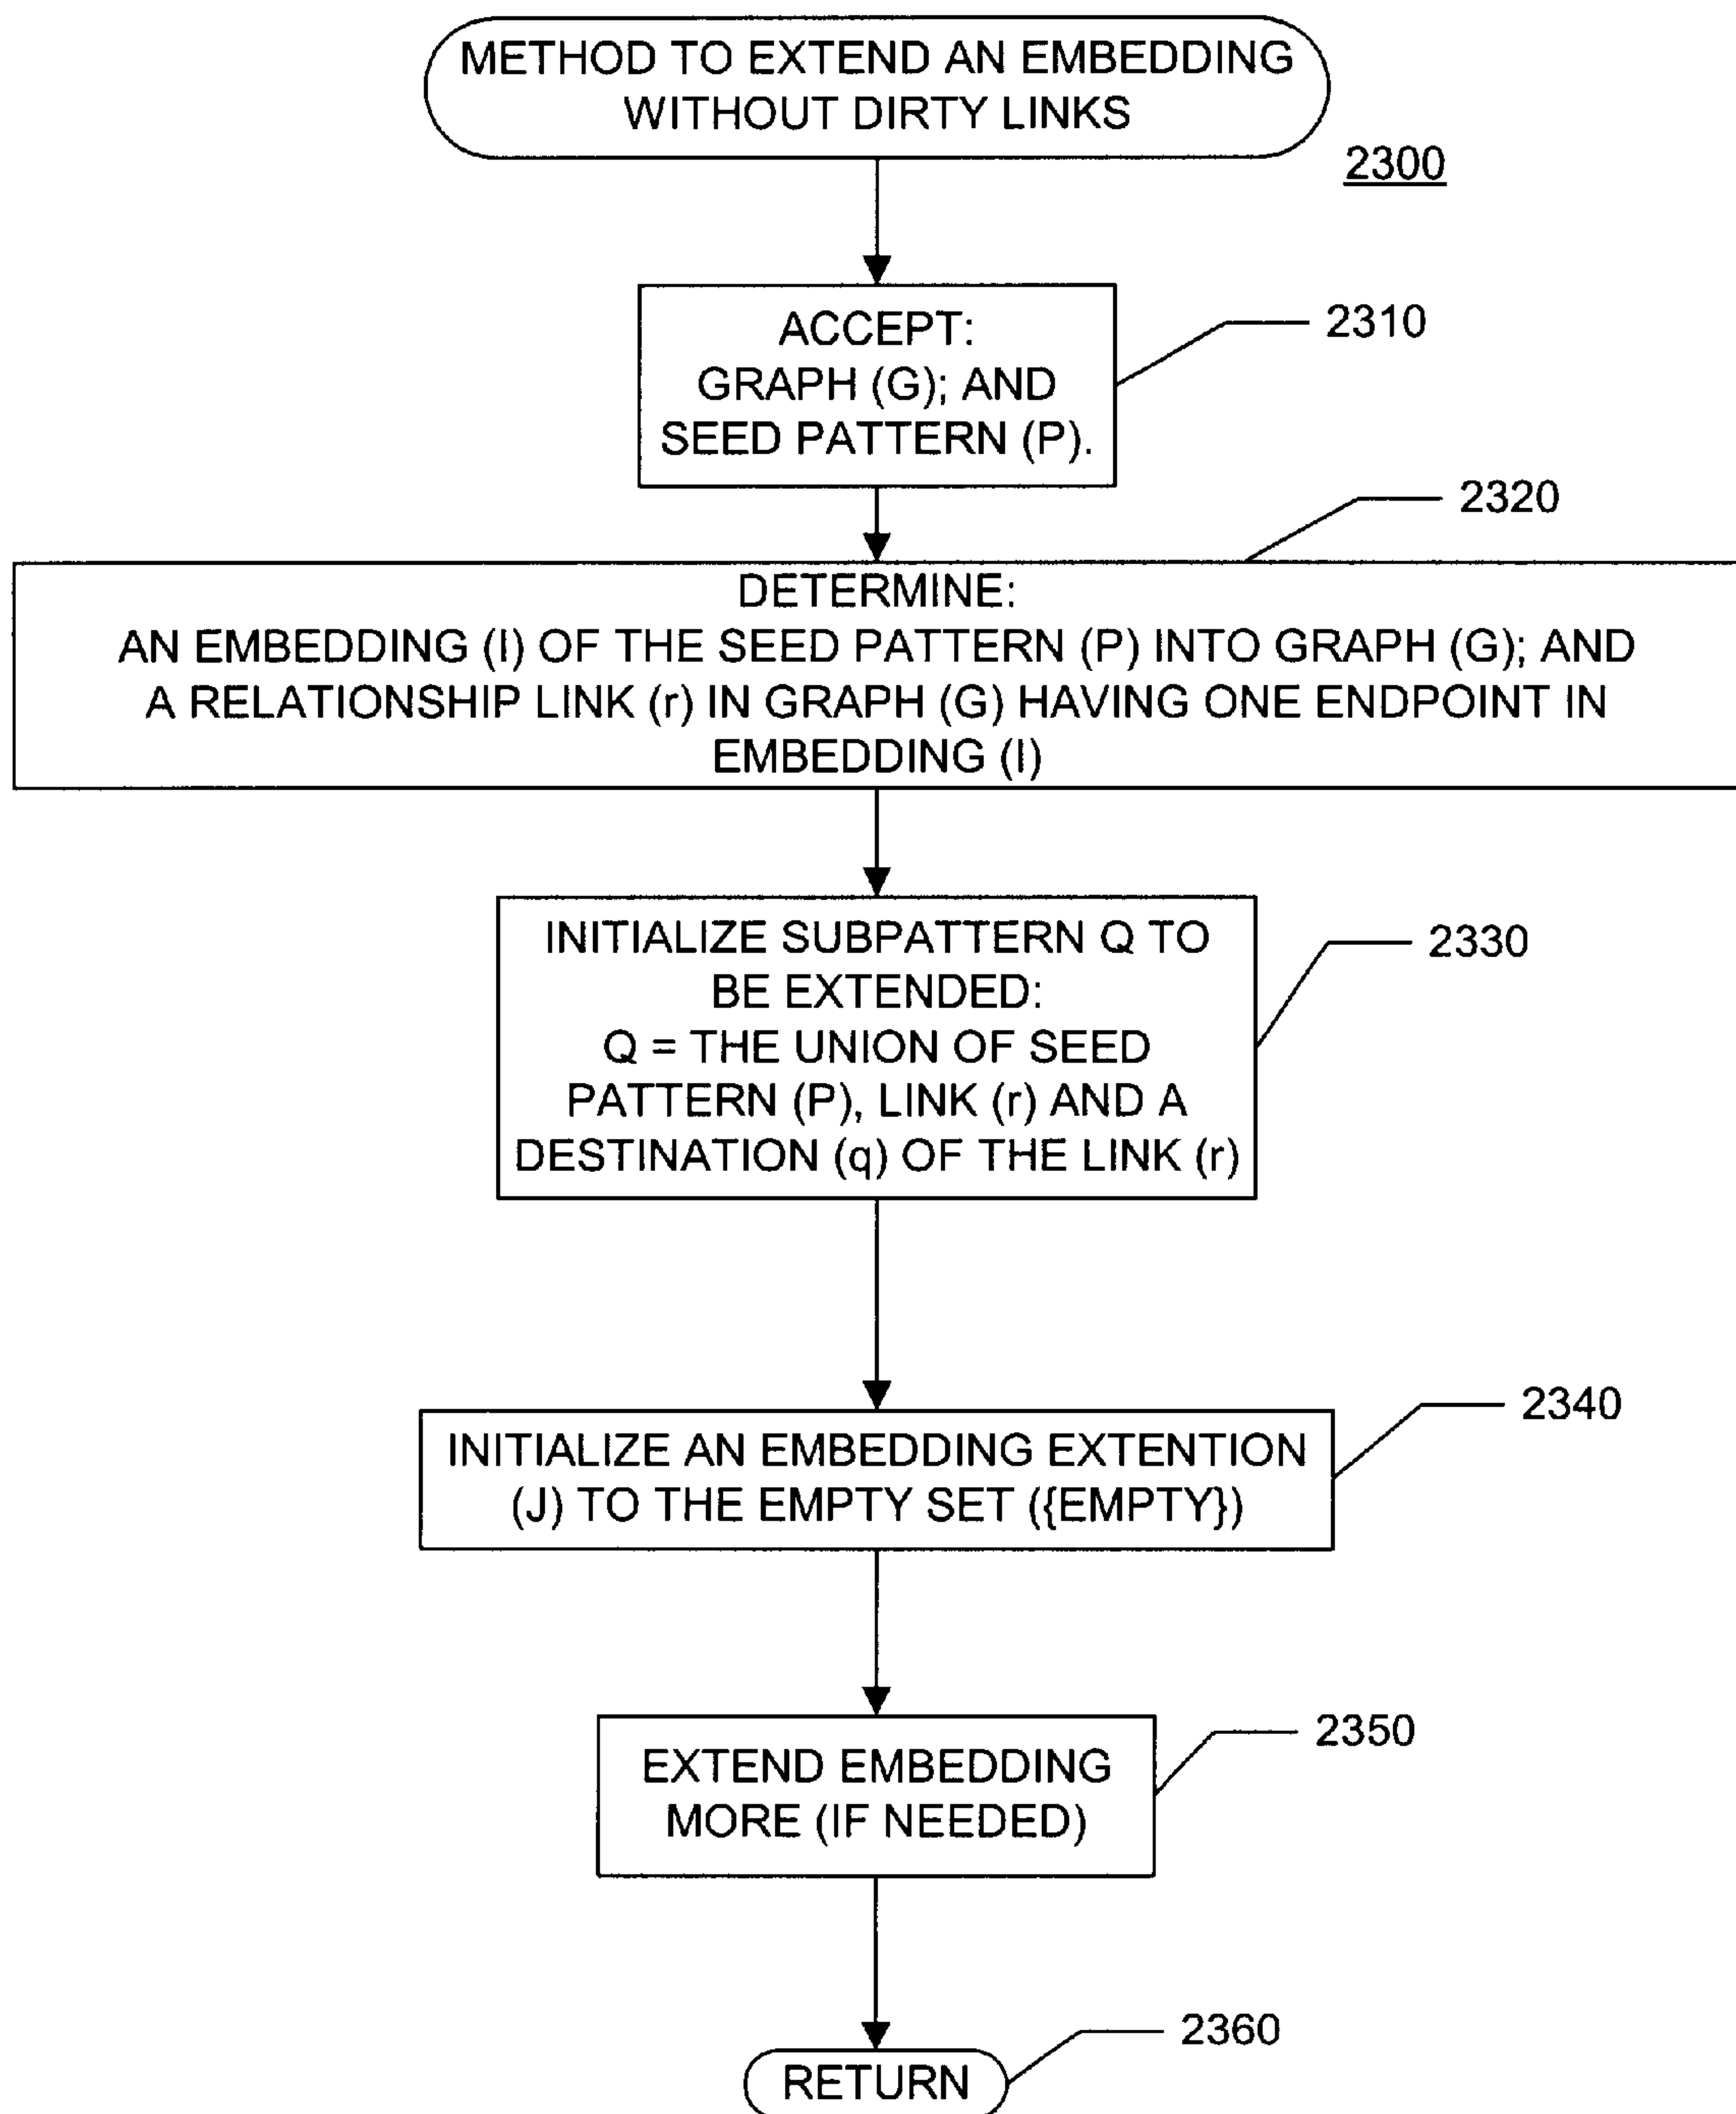 METHOD TO EXTEND AN EMBEDDING
WITHOUT DIRTY LINKS
2300
ACCEPT:
GRAPH (G); AND
SEED PATTERN (P).
2310
2320
DETERMINE:
AN EMBEDDING (I) OF THE SEED PATTERN (P) INTO GRAPH (G); AND
A RELATIONSHIP LINK (r) IN GRAPH (G) HAVING ONE ENDPOINT IN
EMBEDDING (I)
INITIALIZE SUBPATTERN Q TO
BE EXTENDED:
Q = THE UNION OF SEED
PATTERN (P), LINK (r) AND A
DESTINATION (q) OF THE LINK (r)
2330
INITIALIZE AN EMBEDDING EXTENTION
(J) TO THE EMPTY SET ({EMPTY})
2340
EXTEND EMBEDDING
MORE (IF NEEDED)
2350
RETURN
2360